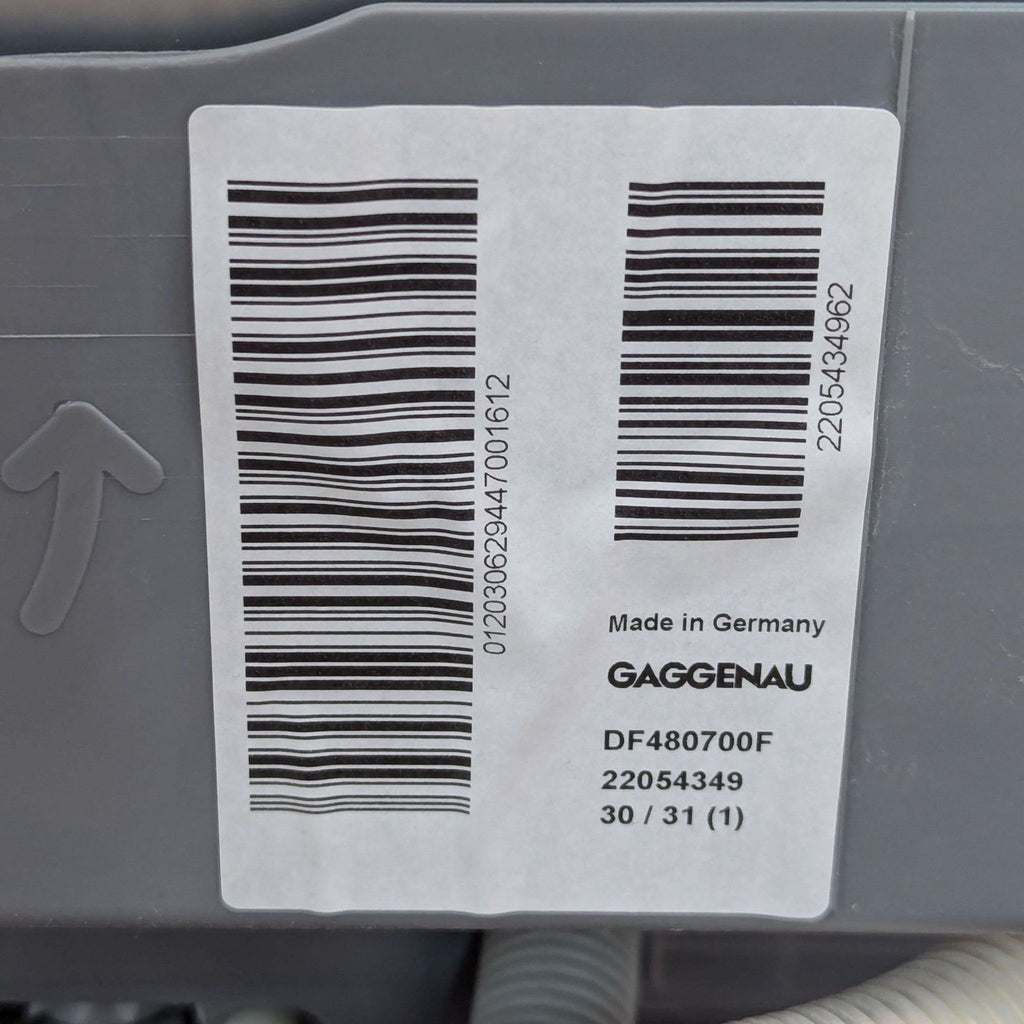 012030629447001612
2205434962
Made in Germany
GAGGENAU
DF480700F
22054349
30 / 31 (1)